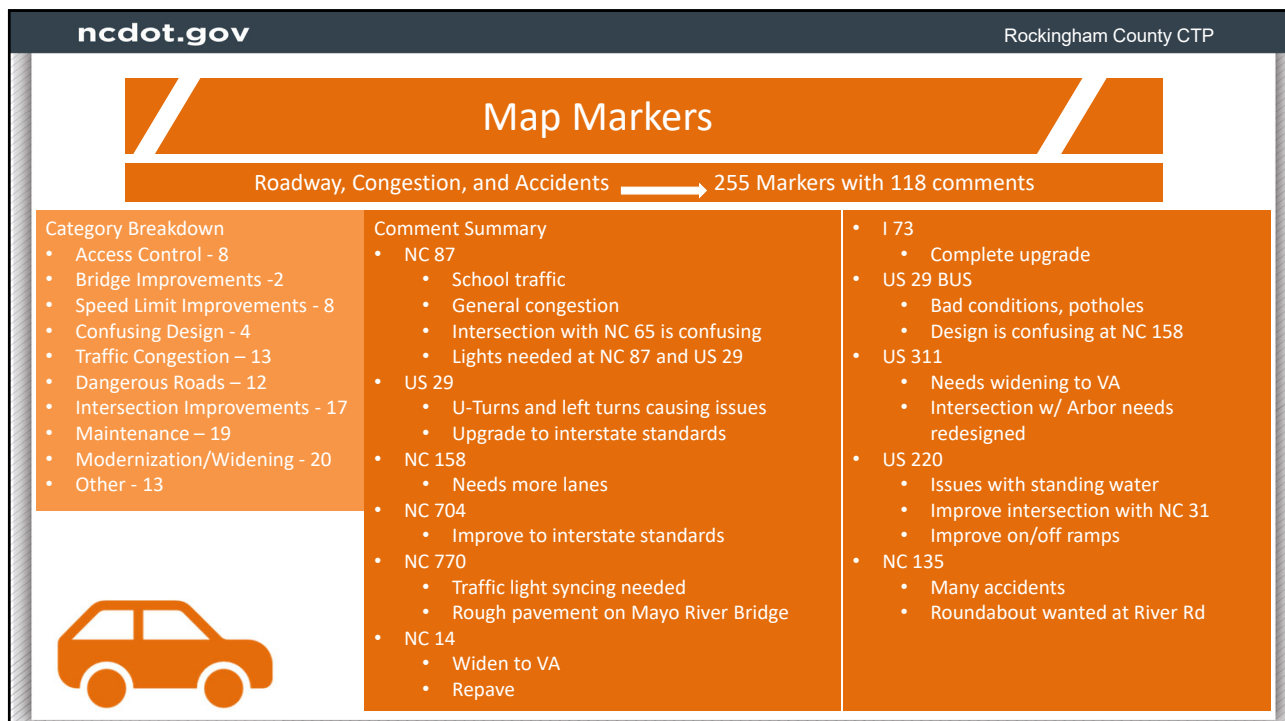 ncdot.gov
Rockingham County CTP
Map Markers
Roadway, Congestion, and Accidents 255 Markers with 118 comments
Category Breakdown
• Access Control - 8
• Bridge Improvements -2
• Speed Limit Improvements - 8
• Confusing Design - 4
• Traffic Congestion – 13
• Dangerous Roads – 12
• Intersection Improvements - 17
• Maintenance – 19
• Modernization/Widening - 20
• Other - 13
Comment Summary
• NC 87
• School traffic
• General congestion
• Intersection with NC 65 is confusing
• Lights needed at NC 87 and US 29
• US 29
• U-Turns and left turns causing issues
• Upgrade to interstate standards
• NC 158
• Needs more lanes
• NC 704
• Improve to interstate standards
• NC 770
• Traffic light syncing needed
• Rough pavement on Mayo River Bridge
• NC 14
• Widen to VA
• Repave
• I 73
• Complete upgrade
• US 29 BUS
• Bad conditions, potholes
• Design is confusing at NC 158
• US 311
• Needs widening to VA
• Intersection w/ Arbor needs
redesigned
• US 220
• Issues with standing water
• Improve intersection with NC 31
• Improve on/off ramps
• NC 135
• Many accidents
• Roundabout wanted at River Rd